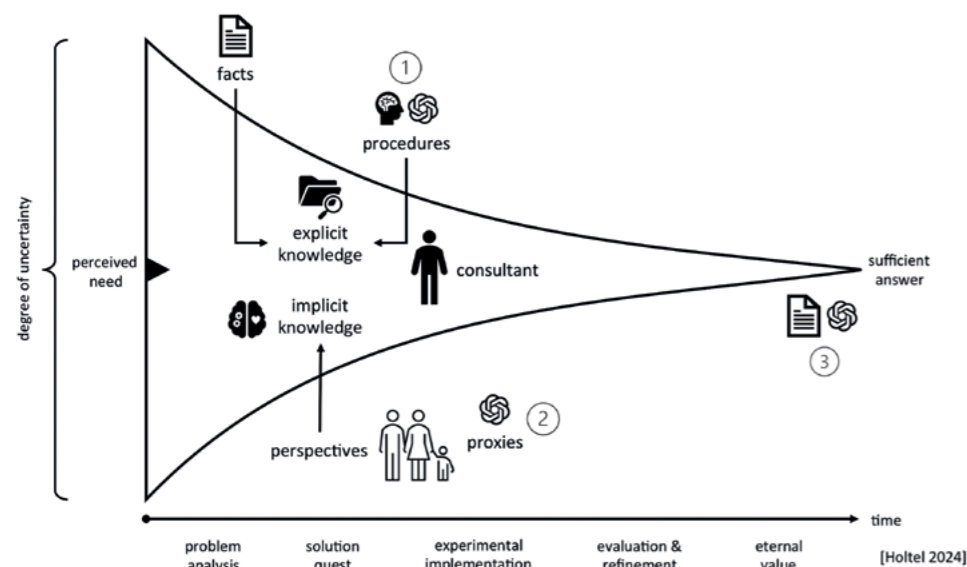 facts
1
procedures
degree of uncertainty
perceived
need
explicit
knowledge
consultant
implicit
knowledge
sufficient
answer
3
perspectives
proxies
2
time
problem
analysis
solution
quest
experimental
implementation
evaluation &
refinement
eternal
value
[Holtel 2024]